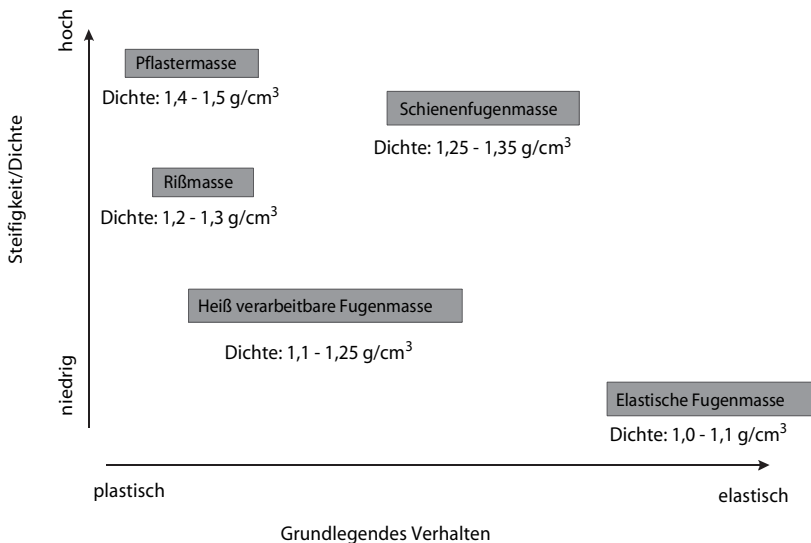 hoch
Steifigkeit/Dichte
niedrig
Pflastermasse
Dichte: 1,4 - 1,5 g/cm³
Schienenfugenmasse
Dichte: 1,25 - 1,35 g/cm³
Rißmasse
Dichte: 1,2 - 1,3 g/cm³
Heiß verarbeitbare Fugenmasse
Dichte: 1,1 - 1,25 g/cm³
Elastische Fugenmasse
Dichte: 1,0 - 1,1 g/cm³
plastisch
elastisch
Grundlegendes Verhalten